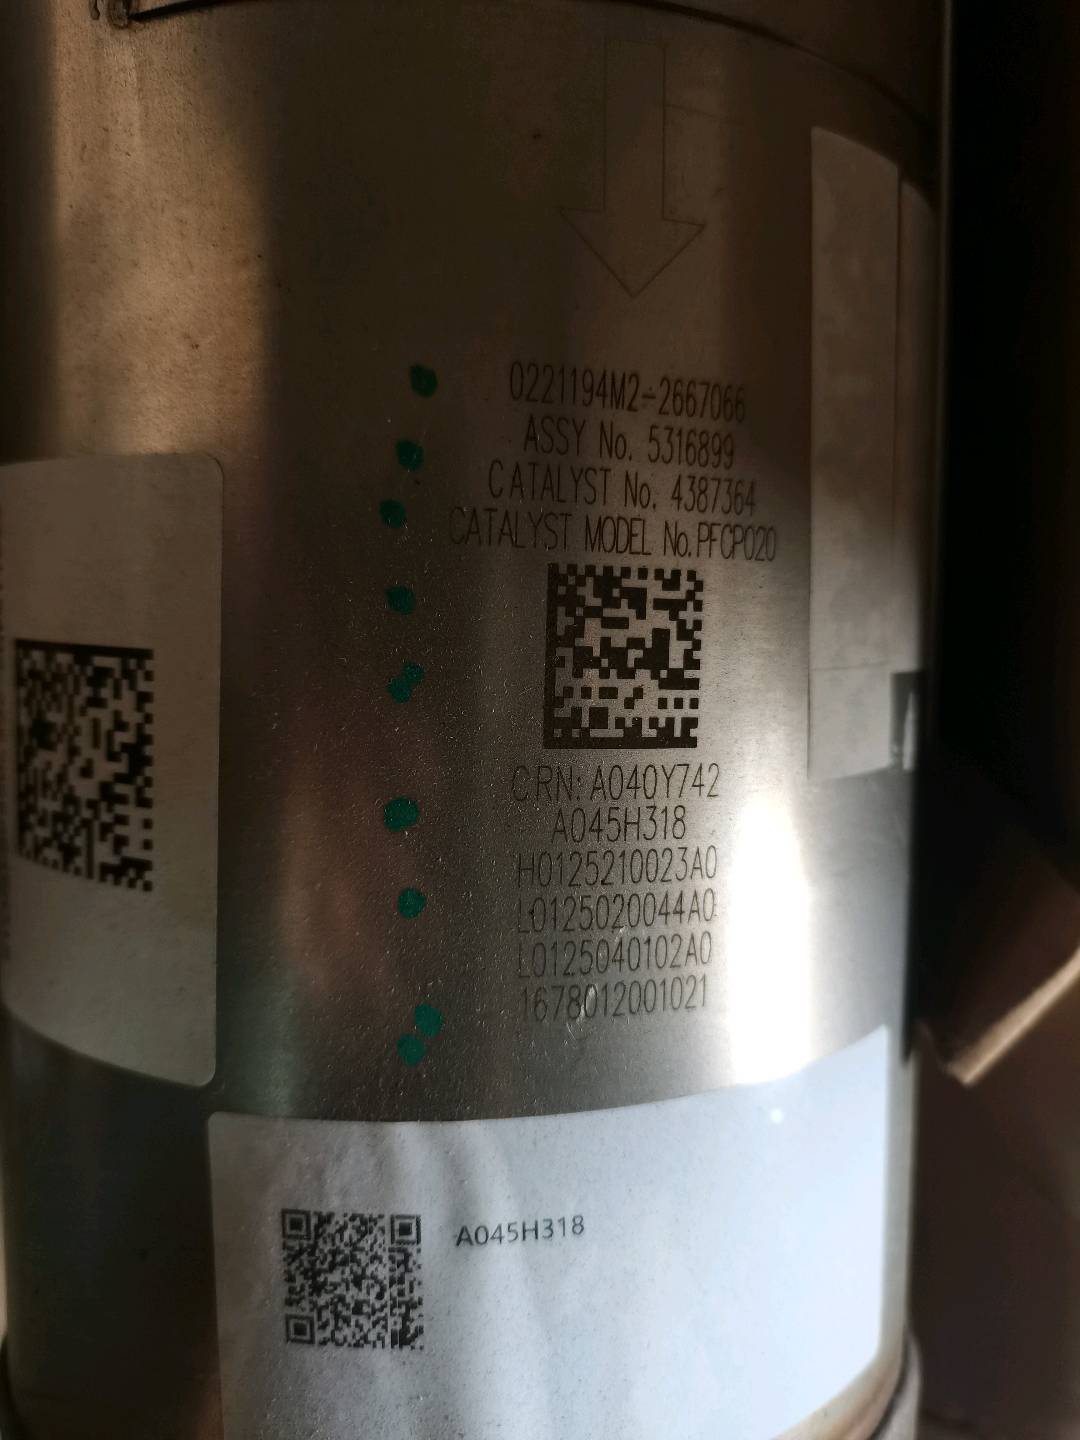 0221194M2-2667066
ASSY No. 5316899
CATALYST No. 4387364
CATALYST MODEL No. PFCP020
CRN: A040Y742
A045H318
H0125210023A0
L0125020044A0
L0125040102A0
1678012001021
A045H318